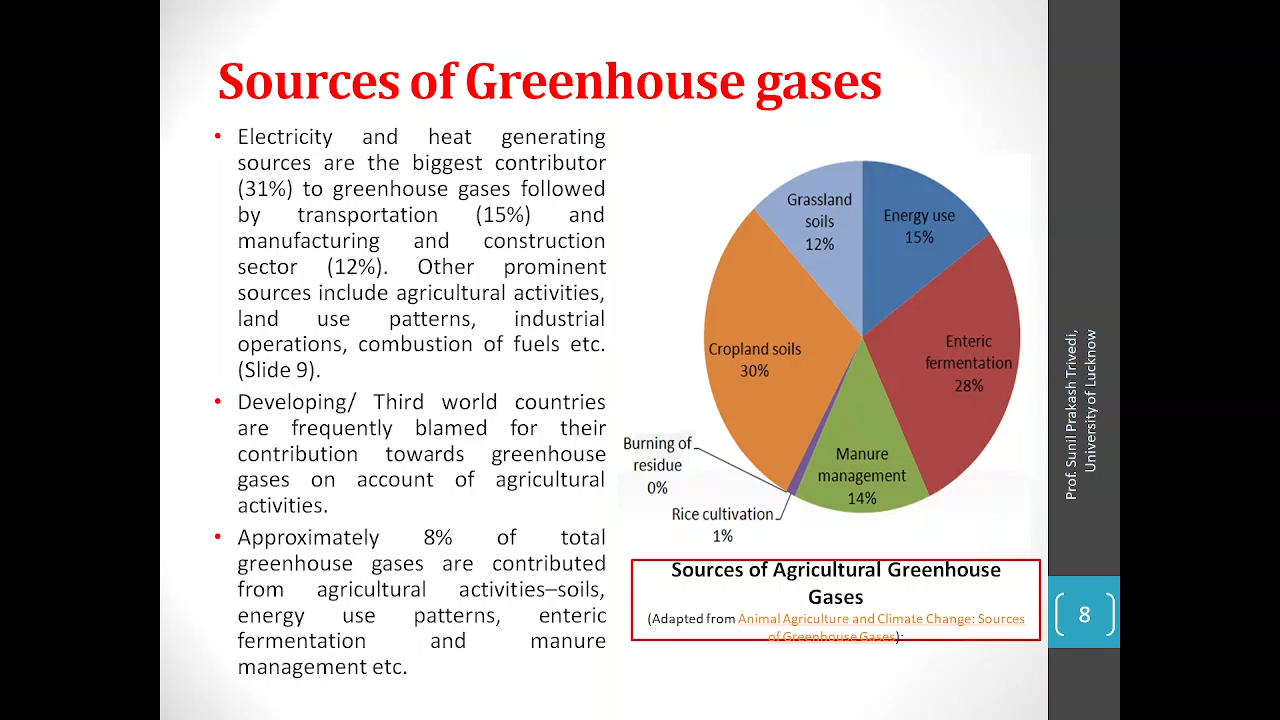 Sources of Greenhouse gases
• Electricity and heat generating
sources are the biggest contributor
(31%) to greenhouse gases followed
by transportation (15%) and
manufacturing and construction
sector (12%). Other prominent
sources include agricultural activities,
land use patterns, industrial
operations, combustion of fuels etc.
(Slide 9).
• Developing/ Third world countries
are frequently blamed for their
contribution towards greenhouse
gases on account of agricultural
activities.
• Approximately 8% of total
greenhouse gases are contributed
from agricultural activities–soils,
energy use patterns, enteric
fermentation and manure
management etc.
Grassland
soils
12%
Energy use
15%
Enteric
fermentation
28%
Cropland soils
30%
Manure
management
14%
Burning of
residue
0%
Rice cultivation
1%
Sources of Agricultural Greenhouse
Gases
(Adapted from Animal Agriculture and Climate Change: Sources
of Greenhouse Gases):
Prof. Sunil Prakash Trivedi,
University of Lucknow
8